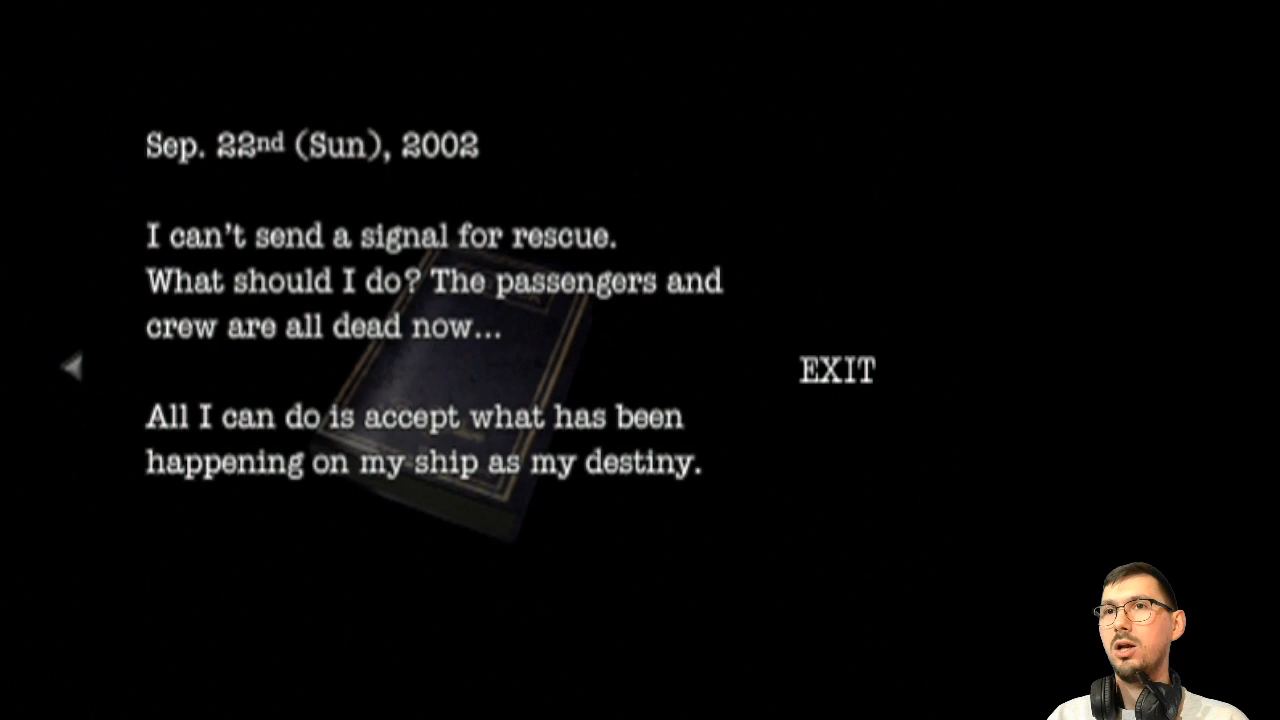 Sep. 22nd (Sun), 2002
I can't send a signal for rescue.
What should I do? The passengers and
crew are all dead now...
All I can do is accept what has been
happening on my ship as my destiny.
EXIT